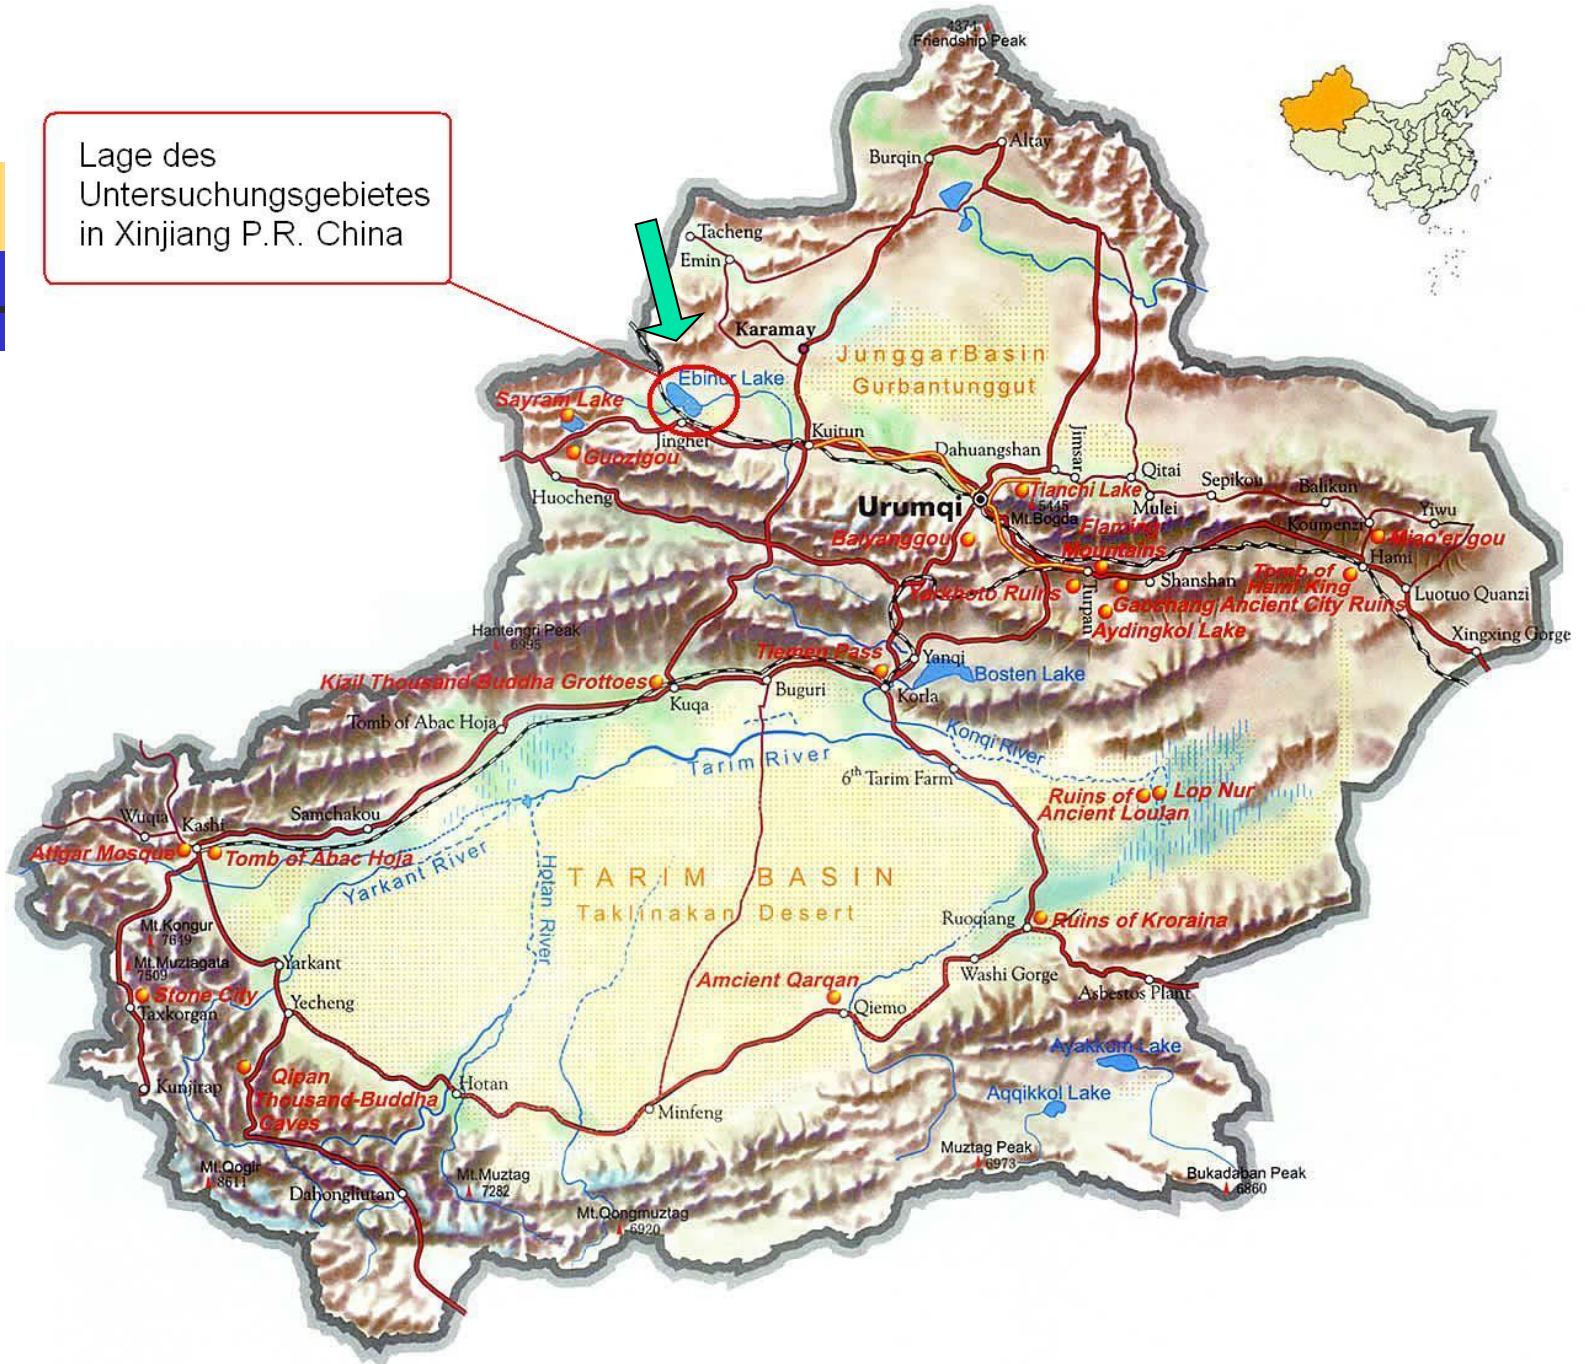 4374
Friendship Peak
Lage des
Untersuchungsgebietes
in Xinjiang P.R. China
Altay
Burqin
Tacheng
Emin
Karamay
Junggar Basin
Gurbantunggut
Ebinur Lake
Sayram Lake
Jinghe
Kuitun
Guozigou
Huocheng
Dahuangshan
Jimsar
Qitai
Sepikou
Balikun
Yiwu
Tianchi Lake
5445
Mt.Bogda
Mulei
Urumqi
Koumenzi
Miao'er gou
Flaming
Mountains
Baiyanggou
Hami
Tomb of
Hami King
Shanshan
Yarkhoto Ruins
Turpan
Gaochang Ancient City Ruins
Luotuo Quanzi
Aydingkol Lake
Xingxing Gorge
Hantengri Peak
6995
Tiemen Pass
Yanqi
Bosten Lake
Kizil Thousand-Buddha Grottoes
Kuqa
Buguri
Korla
Tomb of Abac Hoja
Konqi River
Tarim River
6th Tarim Farm
Ruins of
Ancient Loulan
Lop Nur
Samchakou
Wuqia
Kashi
Atigar Mosque
Tomb of Abac Hoja
Yarkant River
Hotan River
TARIM BASIN
Taklinakan Desert
Ruoqiang
Ruins of Kroraina
Mt.Kongur
7649
Mt.Muztagata
7509
Yarkant
Washi Gorge
Asbestos Plant
Amcient Qarqan
Stone City
Taxkorgan
Yecheng
Qiemo
Ayakkum Lake
Kunjirap
Qipan
Thousand-Buddha
Caves
Hotan
Minfeng
Aqqikkol Lake
Muztag Peak
6973
Mt.Qogir
8611
Dahongliutan
Mt.Muztag
7282
Bukadaban Peak
6860
Mt.Qongmuztag
6920